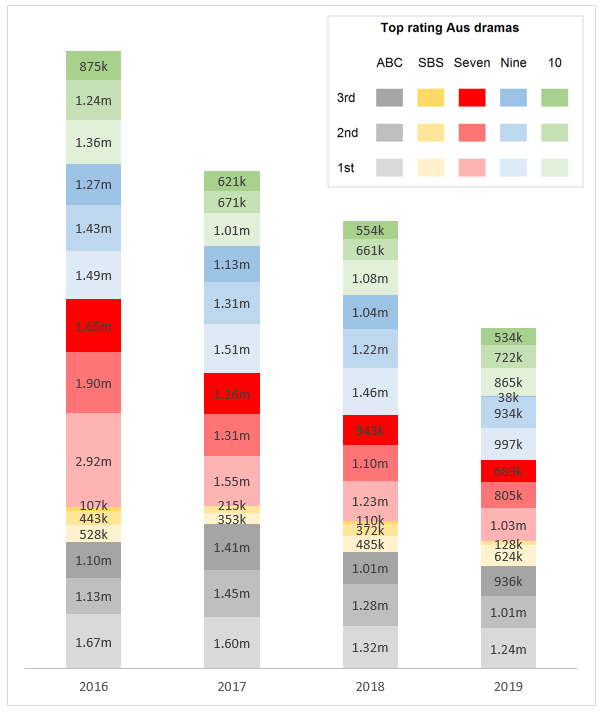 Top rating Aus dramas
ABC SBS Seven Nine 10
3rd
2nd
1st
875k
1.24m
1.36m
1.27m
1.43m
1.49m
1.65m
1.90m
2.92m
107k
443k
528k
1.10m
1.13m
1.67m
621k
671k
1.01m
1.13m
1.31m
1.51m
1.26m
1.31m
1.55m
215k
353k
1.41m
1.45m
1.60m
554k
661k
1.08m
1.04m
1.22m
1.46m
943k
1.10m
1.23m
110k
372k
485k
1.01m
1.28m
1.32m
534k
722k
865k
38k
934k
997k
689k
805k
1.03m
128k
624k
936k
1.01m
1.24m
2016 2017 2018 2019